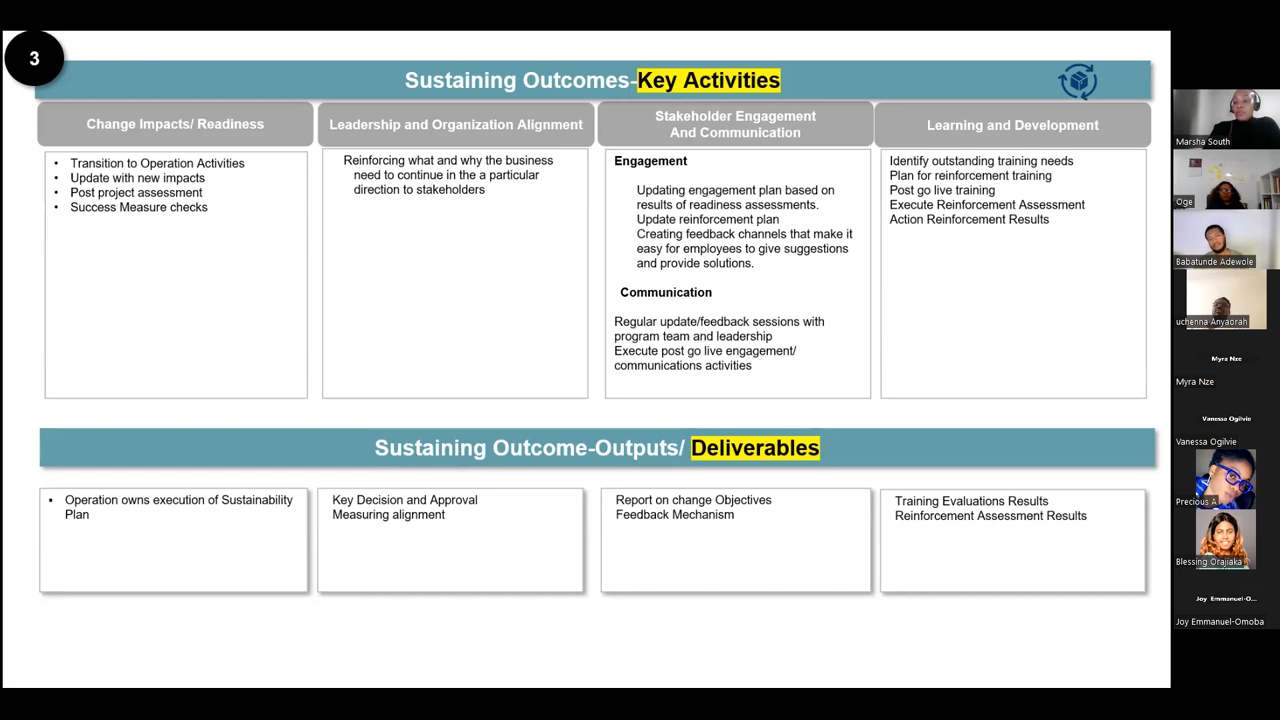 3
Sustaining Outcomes-Key Activities
Change Impacts/ Readiness
Leadership and Organization Alignment
Stakeholder Engagement
And Communication
Learning and Development
• Transition to Operation Activities
• Update with new impacts
• Post project assessment
• Success Measure checks
Reinforcing what and why the business
need to continue in the a particular
direction to stakeholders
Engagement
Updating engagement plan based on
results of readiness assessments.
Update reinforcement plan
Creating feedback channels that make it
easy for employees to give suggestions
and provide solutions.
Communication
Regular update/feedback sessions with
program team and leadership
Execute post go live engagement/
communications activities
Identify outstanding training needs
Plan for reinforcement training
Post go live training
Execute Reinforcement Assessment
Action Reinforcement Results
Sustaining Outcome-Outputs/ Deliverables
• Operation owns execution of Sustainability
Plan
Key Decision and Approval
Measuring alignment
Report on change Objectives
Feedback Mechanism
Training Evaluations Results
Reinforcement Assessment Results
Marsha South
Oge
Babatunde Adewole
uchenna Anyaorah
Myra Nze
Myra Nze
Vanessa Ogilvie
Vanessa Ogilvie
Precious A
Blessing Orajiaka
Joy Emmanuel-O...
Joy Emmanuel-Omoba